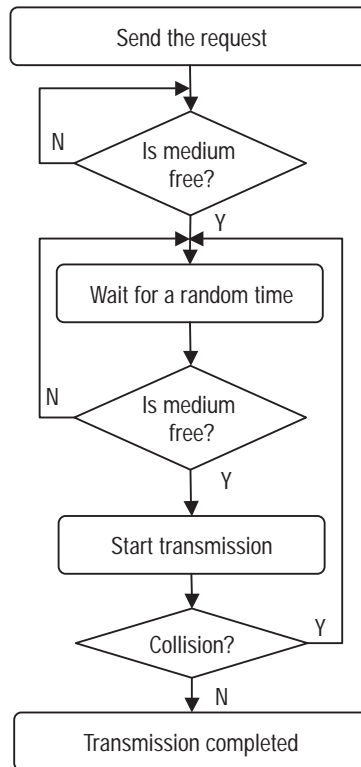 Send the request
N
Is medium
free?
Y
Wait for a random time
N
Is medium
free?
Y
Start transmission
Collision?
Y
N
Transmission completed